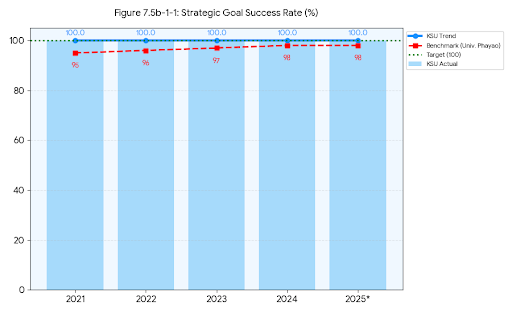 Figure 7.5b-1-1: Strategic Goal Success Rate (%)
100.0 100.0 100.0 100.0 100.0
KSU Trend
Benchmark (Univ. Phayao)
Target (100)
KSU Actual
95 96 97 98 98
100
80
60
40
20
0
2021 2022 2023 2024 2025*